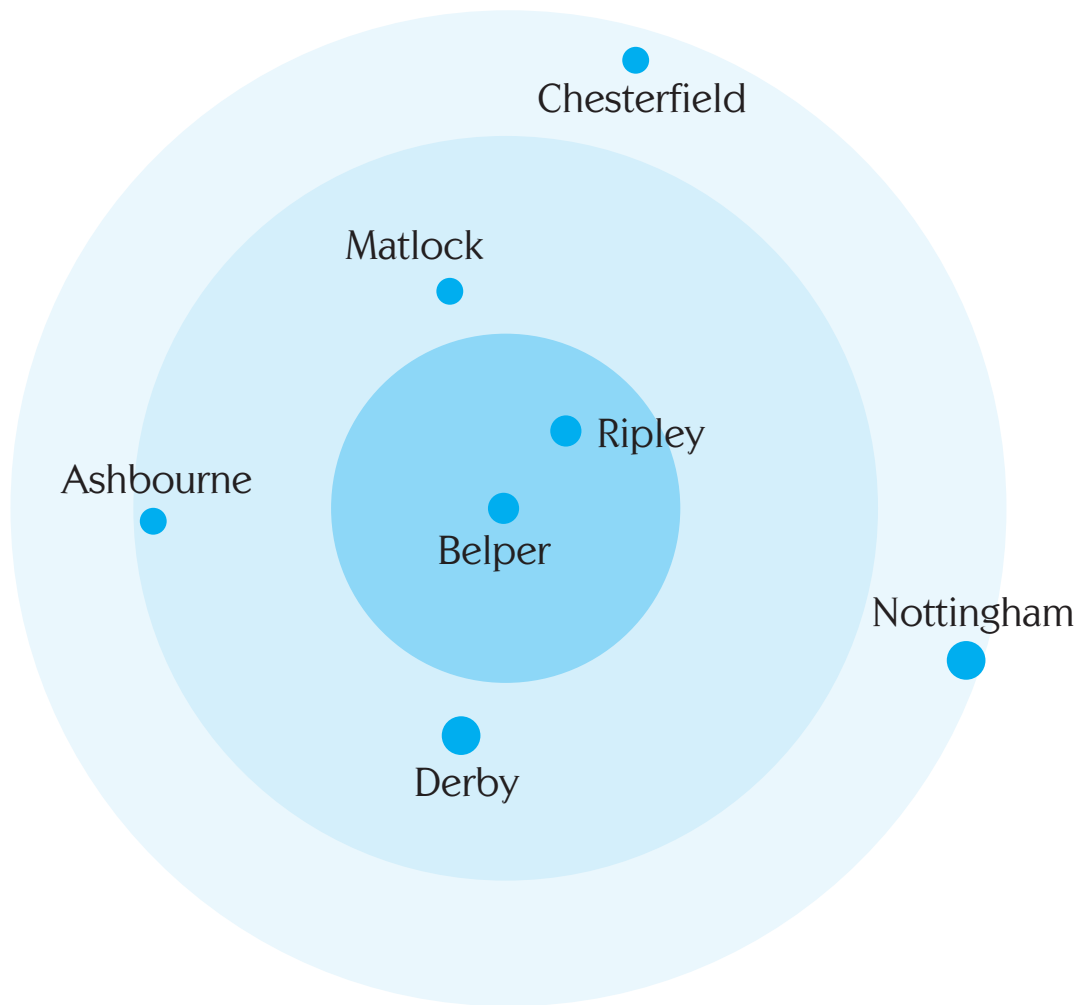 Chesterfield
Matlock
Ripley
Ashbourne
Belper
Nottingham
Derby